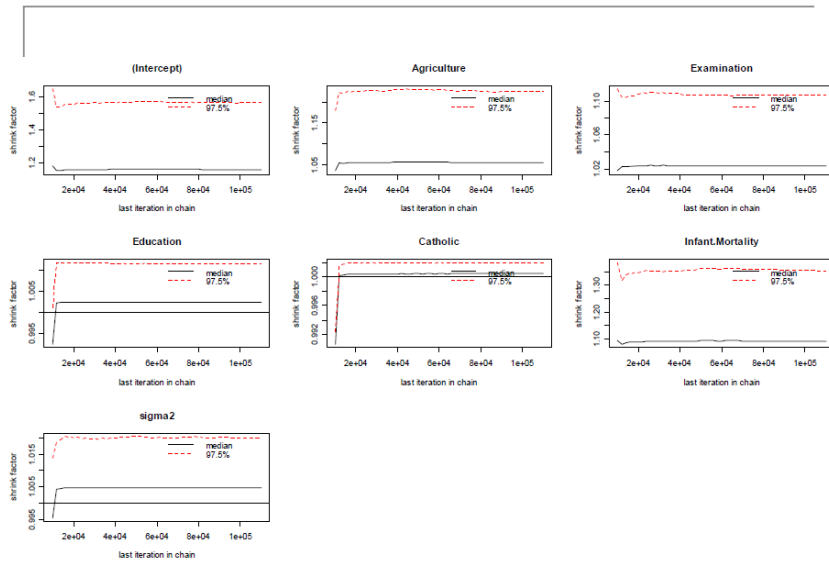 (Intercept)
shrink factor
1.2 1.4 1.6
median
97.5%
2e+04 4e+04 6e+04 8e+04 1e+05
last iteration in chain
Agriculture
shrink factor
1.05 1.15
median
97.5%
2e+04 4e+04 6e+04 8e+04 1e+05
last iteration in chain
Examination
shrink factor
1.02 1.06 1.10
median
97.5%
2e+04 4e+04 6e+04 8e+04 1e+05
last iteration in chain
Education
shrink factor
0.995 1.005
median
97.5%
2e+04 4e+04 6e+04 8e+04 1e+05
last iteration in chain
Catholic
shrink factor
0.992 0.996 1.000
median
97.5%
2e+04 4e+04 6e+04 8e+04 1e+05
last iteration in chain
Infant.Mortality
shrink factor
1.10 1.20 1.30
median
97.5%
2e+04 4e+04 6e+04 8e+04 1e+05
last iteration in chain
sigma2
shrink factor
0.995 1.005 1.015
median
97.5%
2e+04 4e+04 6e+04 8e+04 1e+05
last iteration in chain